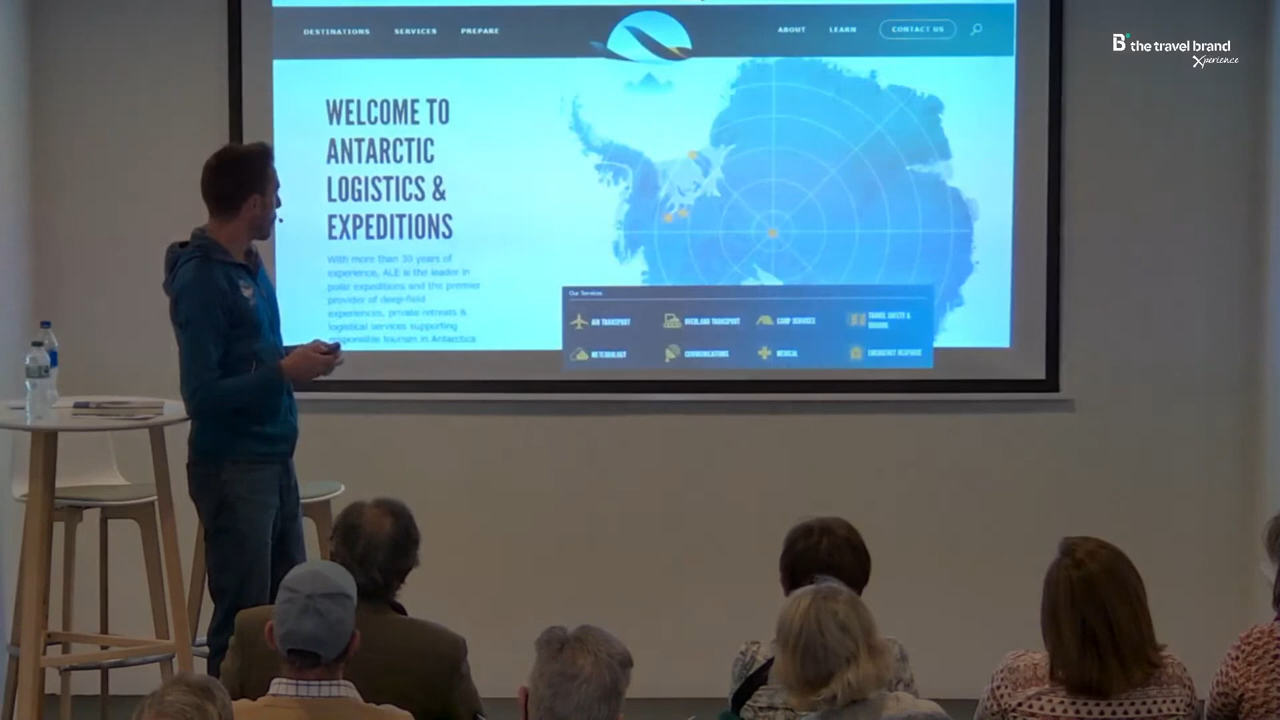 DESTINATIONS SERVICES PREPARE ABOUT LEARN CONTACT US
B the travel brand
Xperience
WELCOME TO
ANTARCTIC
LOGISTICS &
EXPEDITIONS
With more than 30 years of
experience, ALE is the leader in
polar expeditions and the premier
provider of deep-field
experiences, private retreats &
logistical services supporting
responsible tourism in Antarctica
Our Services
AIR TRANSPORT OVERLAND TRANSPORT CAMP SERVICES TRAVEL SAFETY &
METEOROLOGY COMMUNICATIONS MEDICAL EMERGENCY RESPONSE